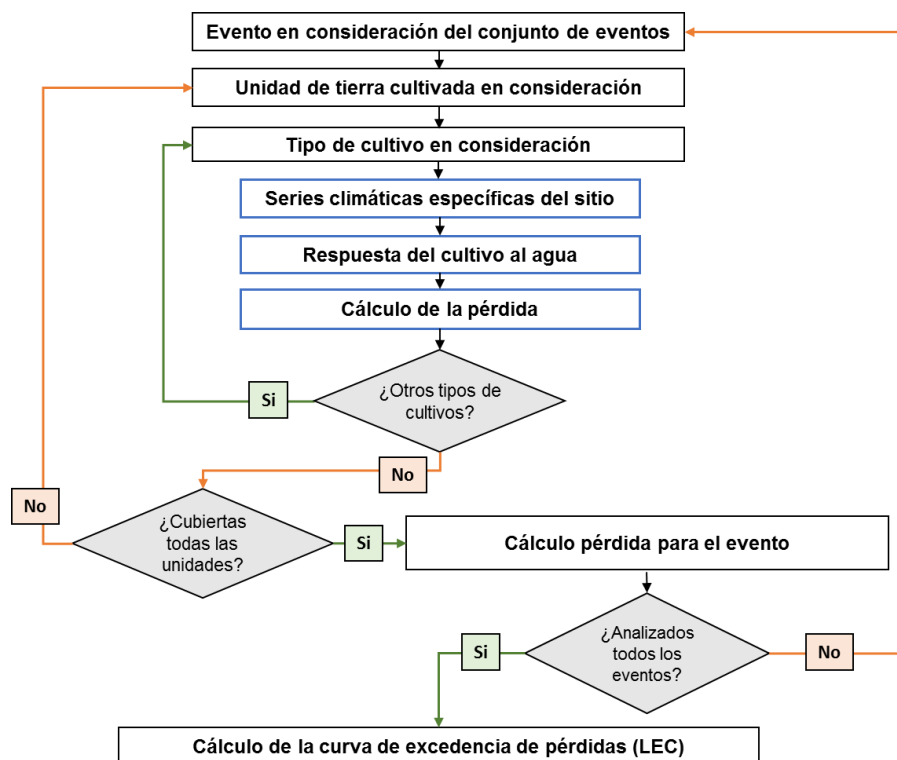 Evento en consideración del conjunto de eventos
Unidad de tierra cultivada en consideración
Tipo de cultivo en consideración
Series climáticas específicas del sitio
Respuesta del cultivo al agua
Cálculo de la pérdida
¿Otros tipos de
cultivos?
Si
No
No
¿Cubiertas
todas las
unidades?
Si
Cálculo pérdida para el evento
¿Analizados
todos los
eventos?
Si
No
Cálculo de la curva de excedencia de pérdidas (LEC)